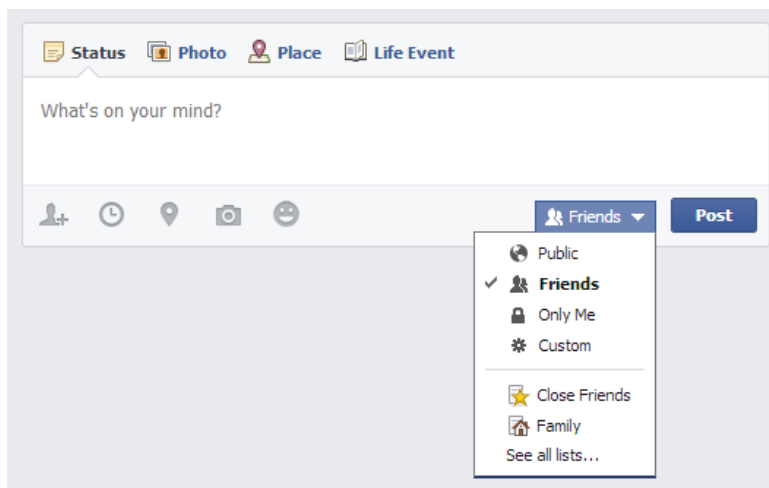 Status Photo Place Life Event
What's on your mind?
Friends Post
Public
Friends
Only Me
Custom
Close Friends
Family
See all lists...